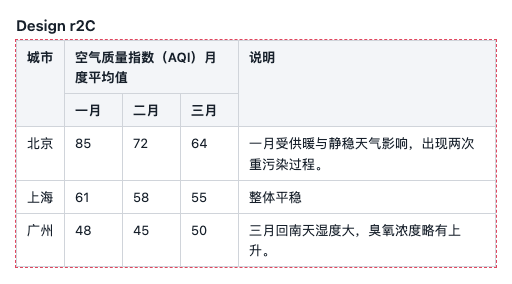 Design r2C
城市 空气质量指数（AQI）月 说明
度平均值
一月 二月 三月
北京 85 72 64 一月受供暖与静稳天气影响，出现两次
重污染过程。
上海 61 58 55 整体平稳
广州 48 45 50 三月回南天湿度大，臭氧浓度略有上
升。